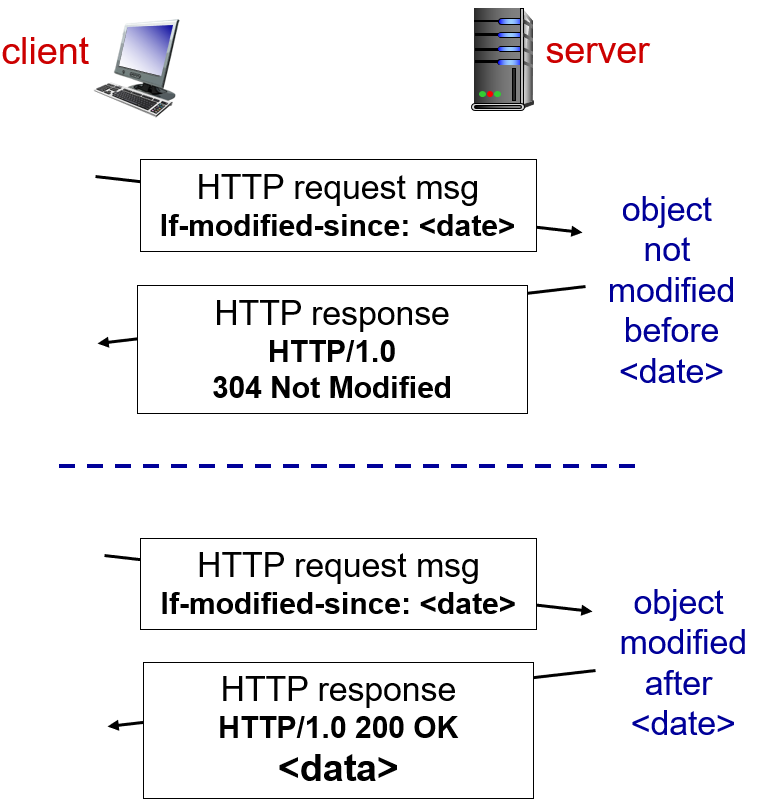 client
server
HTTP request msg
If-modified-since: <date>
object
not
modified
before
<date>
HTTP response
HTTP/1.0
304 Not Modified
HTTP request msg
If-modified-since: <date>
object
modified
after
<date>
HTTP response
HTTP/1.0 200 OK
<data>